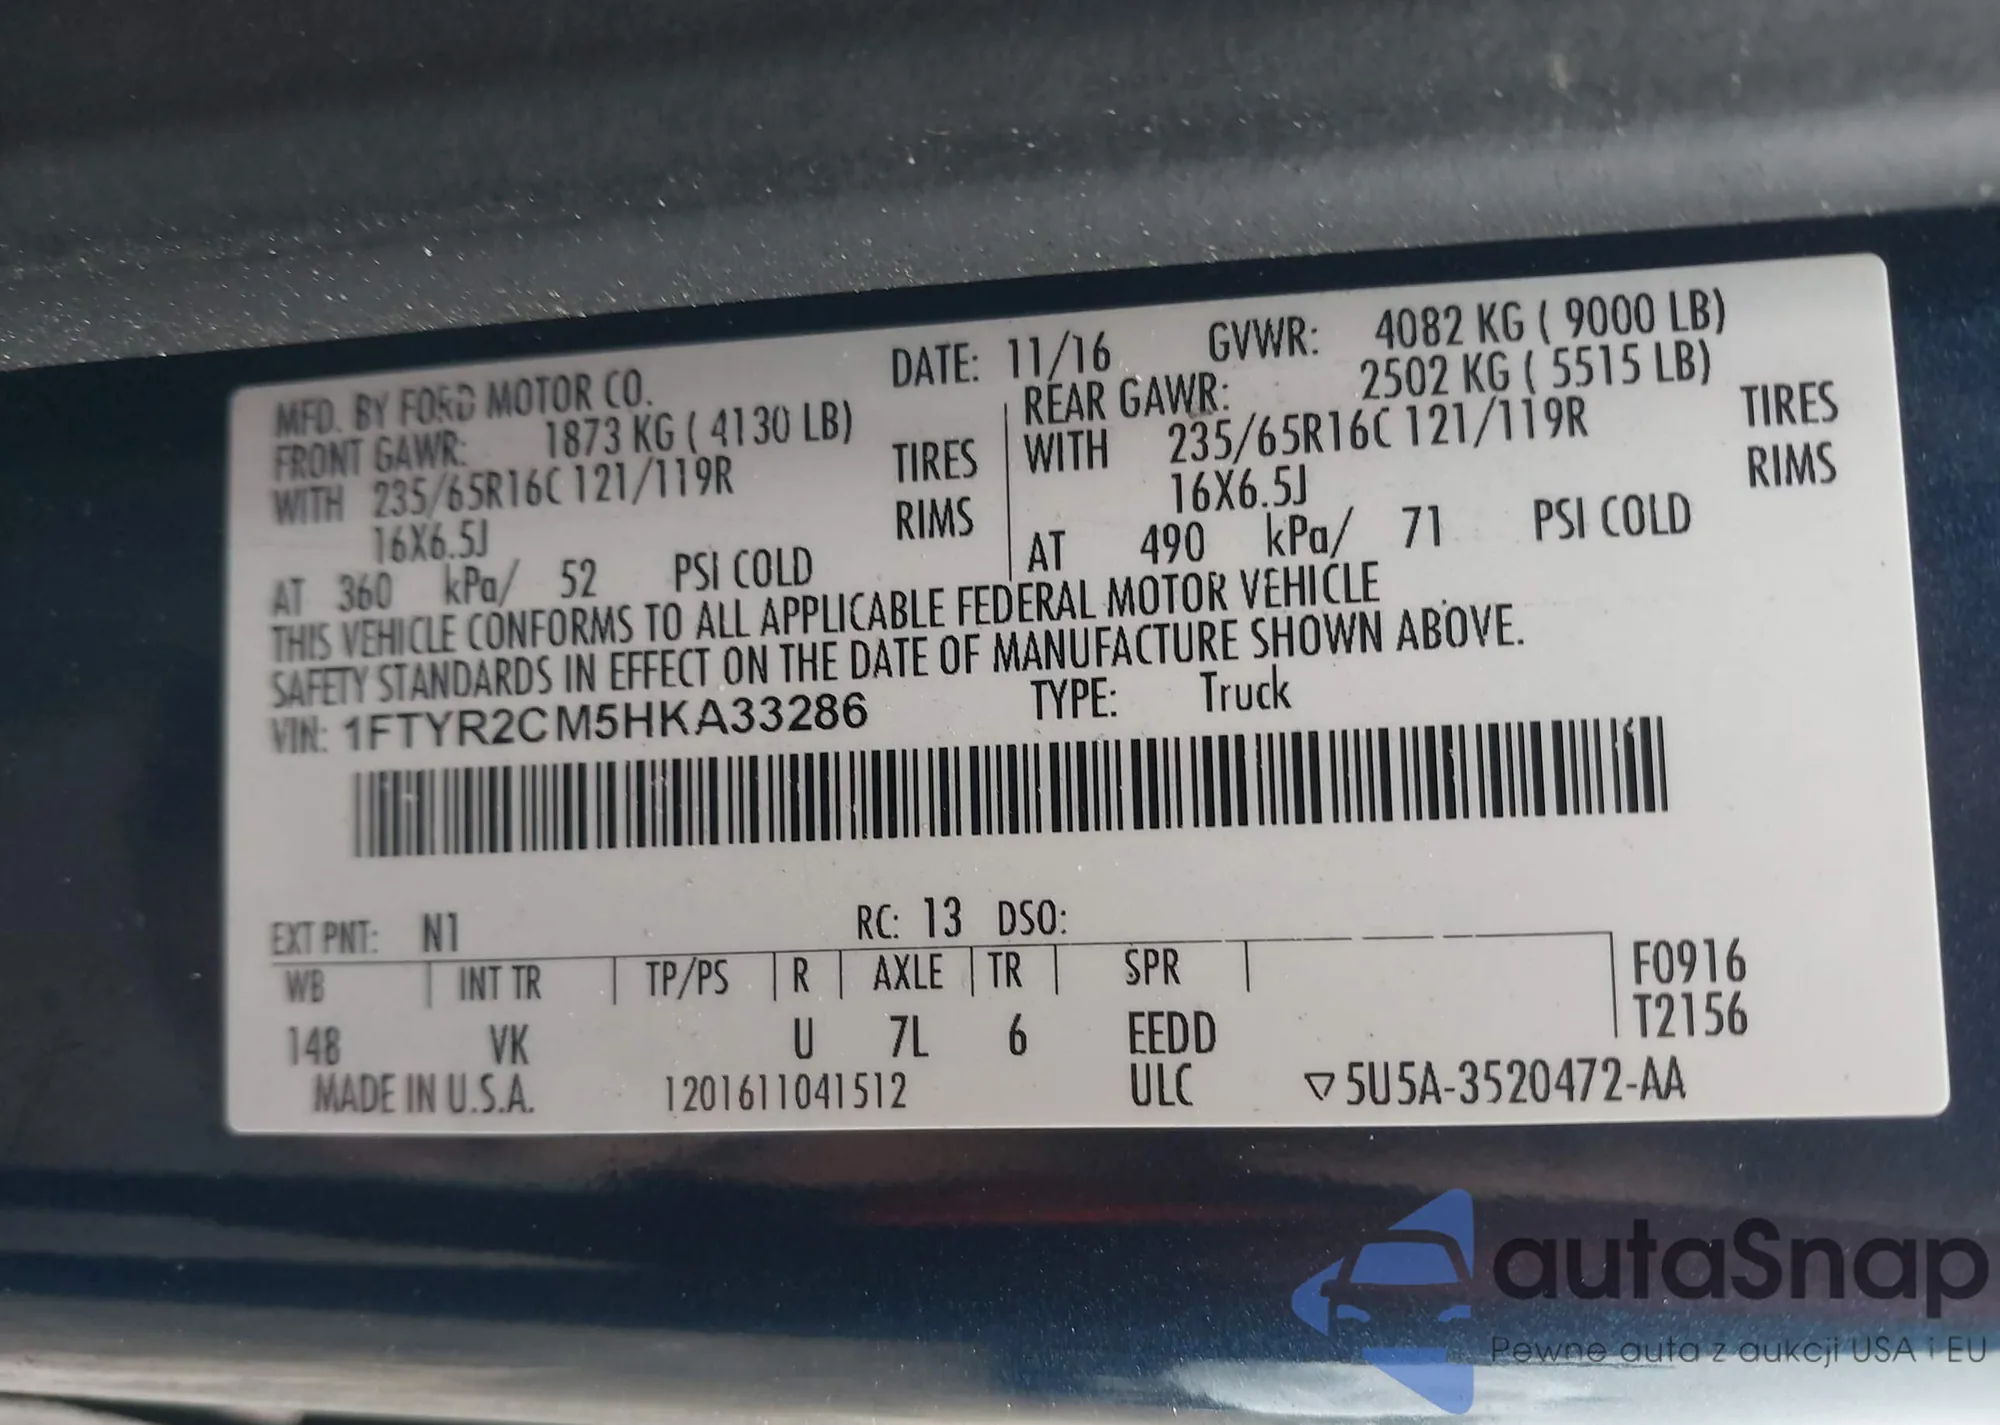 MFD. BY FORD MOTOR CO. DATE: 11/16 GVWR: 4082 KG ( 9000 LB)
FRONT GAWR: 1873 KG ( 4130 LB) REAR GAWR: 2502 KG ( 5515 LB)
WITH 235/65R16C 121/119R TIRES WITH 235/65R16C 121/119R TIRES
16X6.5J RIMS 16X6.5J RIMS
AT 360 kPa/ 52 PSI COLD AT 490 kPa/ 71 PSI COLD
THIS VEHICLE CONFORMS TO ALL APPLICABLE FEDERAL MOTOR VEHICLE
SAFETY STANDARDS IN EFFECT ON THE DATE OF MANUFACTURE SHOWN ABOVE.
VIN: 1FTYR2CM5HKA33286 TYPE: Truck
EXT PNT: N1 RC: 13 DSO:
WB INT TR TP/PS R AXLE TR SPR F0916
T2156
148 VK U 7L 6 EEDD
MADE IN U.S.A. 1201611041512 ULC ▽5U5A-3520472-AA
autaSnap
Pewne auta z aukcji USA i EU